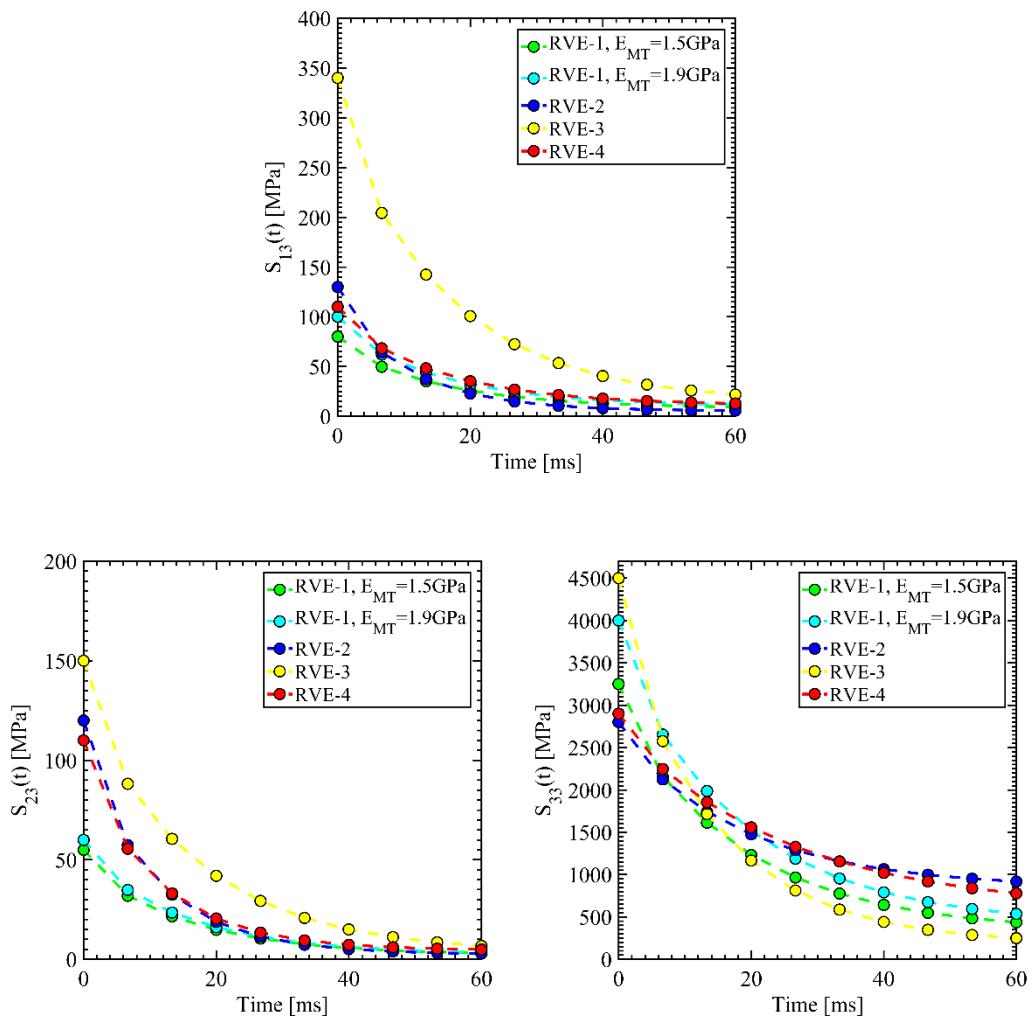 400
350
300
250
200
150
100
50
0
S13(t) [MPa]
RVE-1, EMT=1.5GPa
RVE-1, EMT=1.9GPa
RVE-2
RVE-3
RVE-4
0 20 40 60
Time [ms]
200
150
100
50
0
S23(t) [MPa]
RVE-1, EMT=1.5GPa
RVE-1, EMT=1.9GPa
RVE-2
RVE-3
RVE-4
0 20 40 60
Time [ms]
4500
4000
3500
3000
2500
2000
1500
1000
500
0
S33(t) [MPa]
RVE-1, EMT=1.5GPa
RVE-1, EMT=1.9GPa
RVE-2
RVE-3
RVE-4
0 20 40 60
Time [ms]